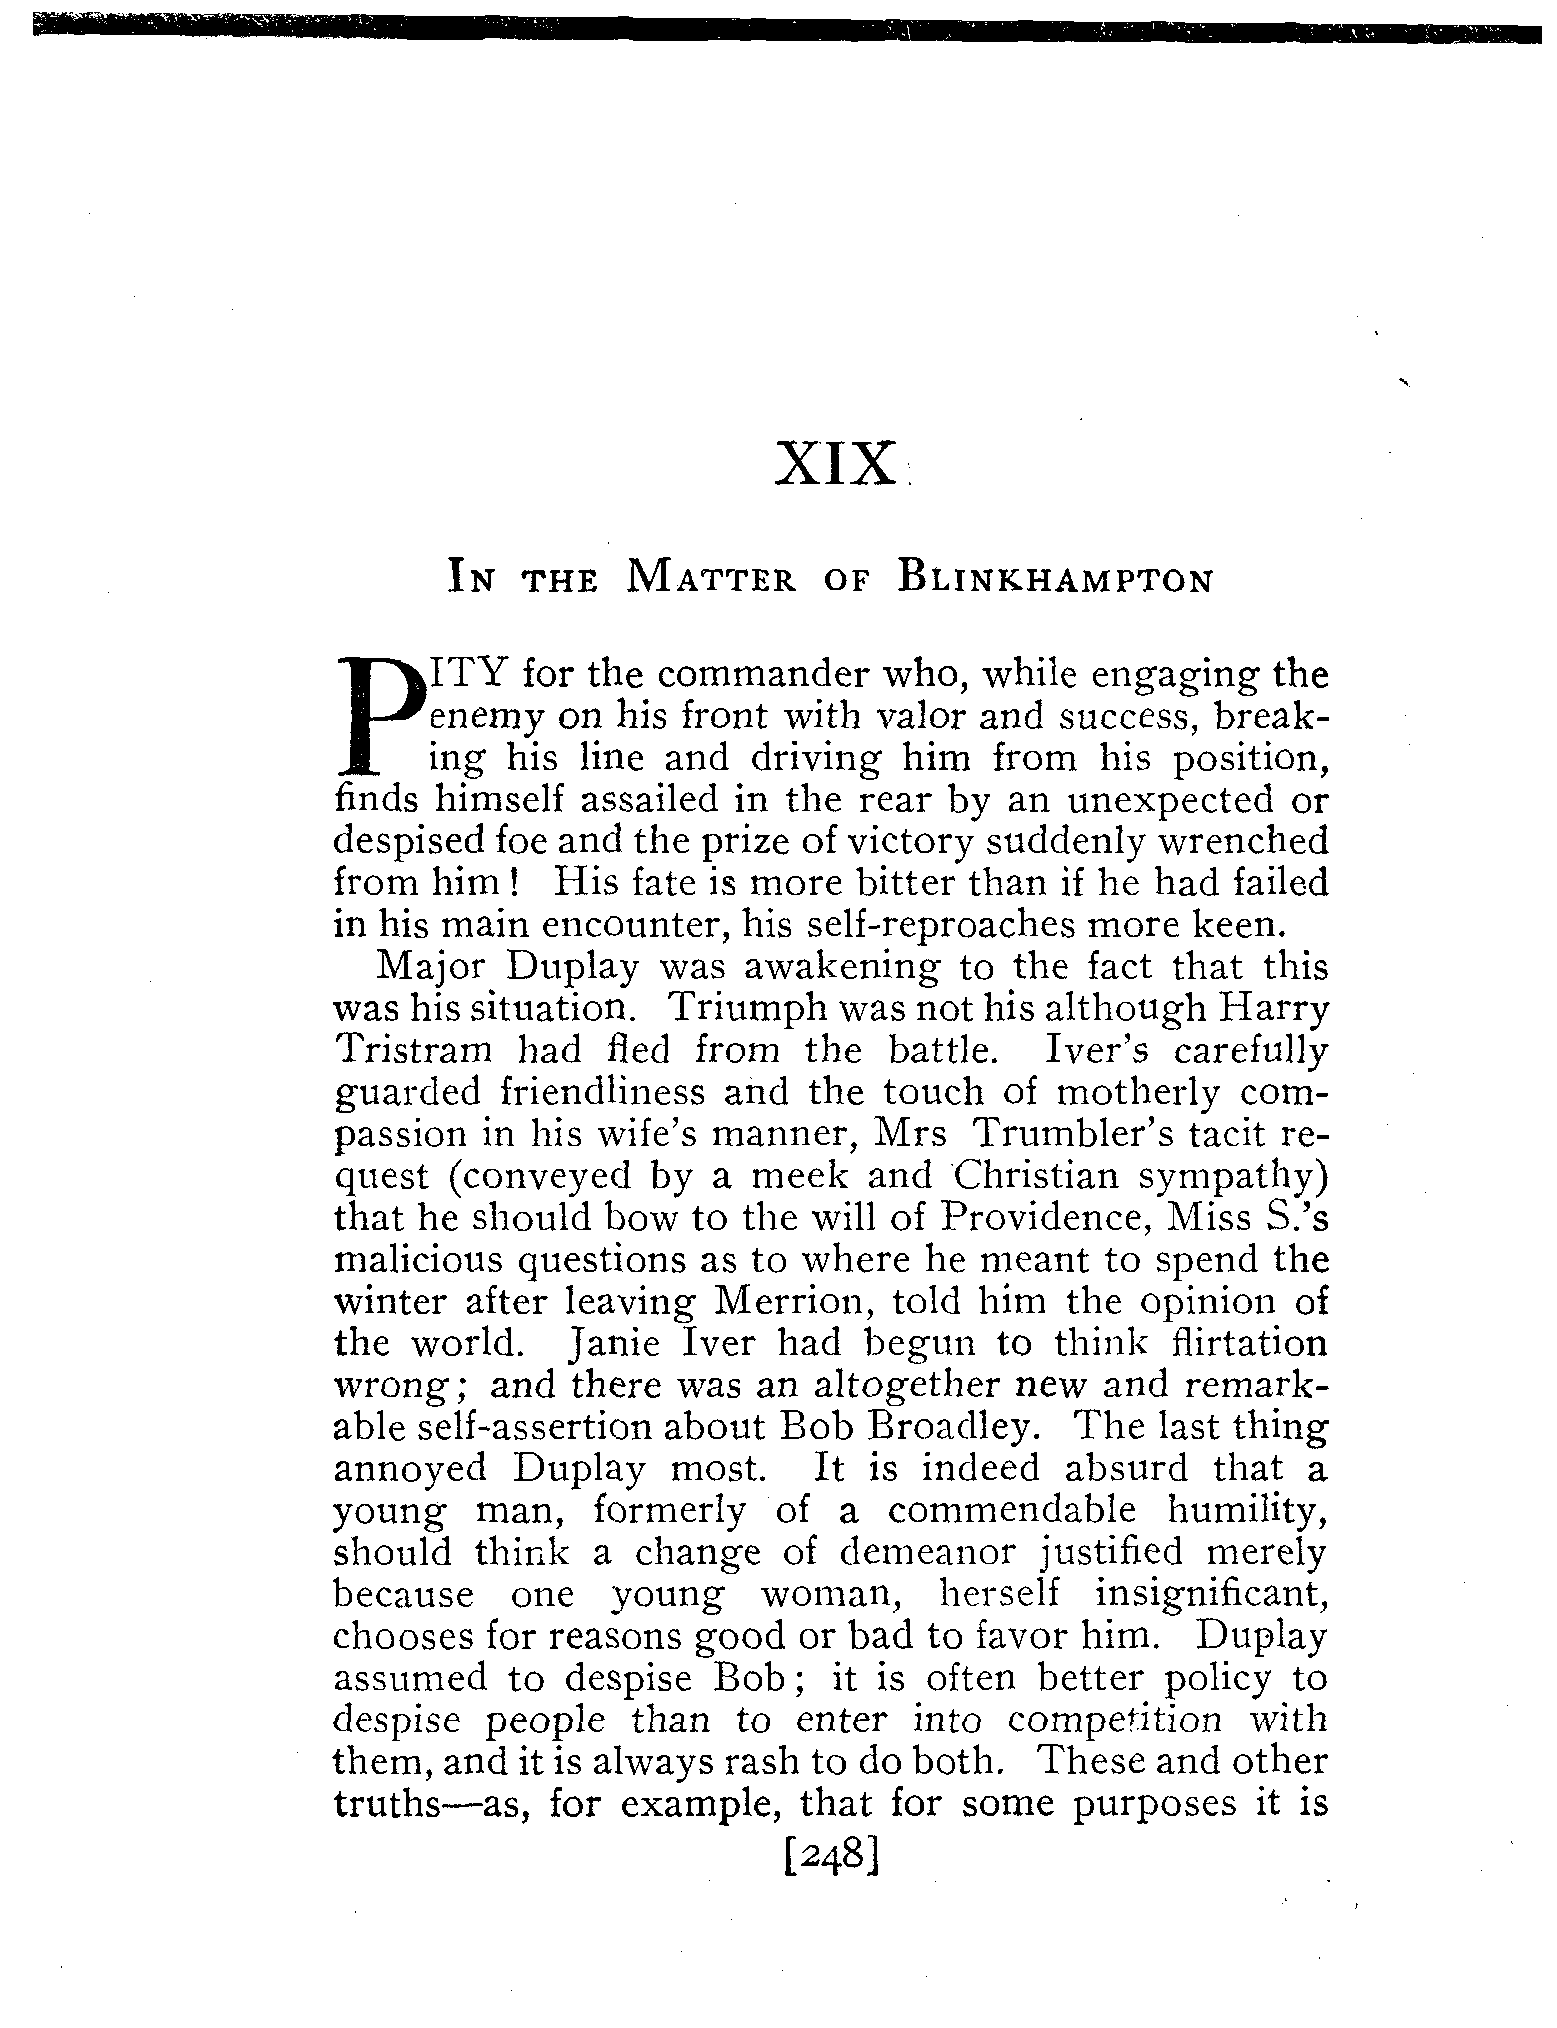 XIX
In the Matter of Blinkhampton
PITY for the commander who, while engaging the
enemy on his front with valor and success, break-
ing his line and driving him from his position,
finds himself assailed in the rear by an unexpected or
despised foe and the prize of victory suddenly wrenched
from him! His fate is more bitter than if he had failed
in his main encounter, his self-reproaches more keen.
Major Duplay was awakening to the fact that this
was his situation. Triumph was not his although Harry
Tristram had fled from the battle. Iver's carefully
guarded friendliness and the touch of motherly com-
passion in his wife's manner, Mrs Trumbler's tacit re-
quest (conveyed by a meek and Christian sympathy)
that he should bow to the will of Providence, Miss S.'s
malicious questions as to where he meant to spend the
winter after leaving Merrion, told him the opinion of
the world. Janie Iver had begun to think flirtation
wrong; and there was an altogether new and remark-
able self-assertion about Bob Broadley. The last thing
annoyed Duplay most. It is indeed absurd that a
young man, formerly of a commendable humility,
should think a change of demeanor justified merely
because one young woman, herself insignificant,
chooses for reasons good or bad to favor him. Duplay
assumed to despise Bob; it is often better policy to
despise people than to enter into competition with
them, and it is always rash to do both. These and other
truths—as, for example, that for some purposes it is
[248]